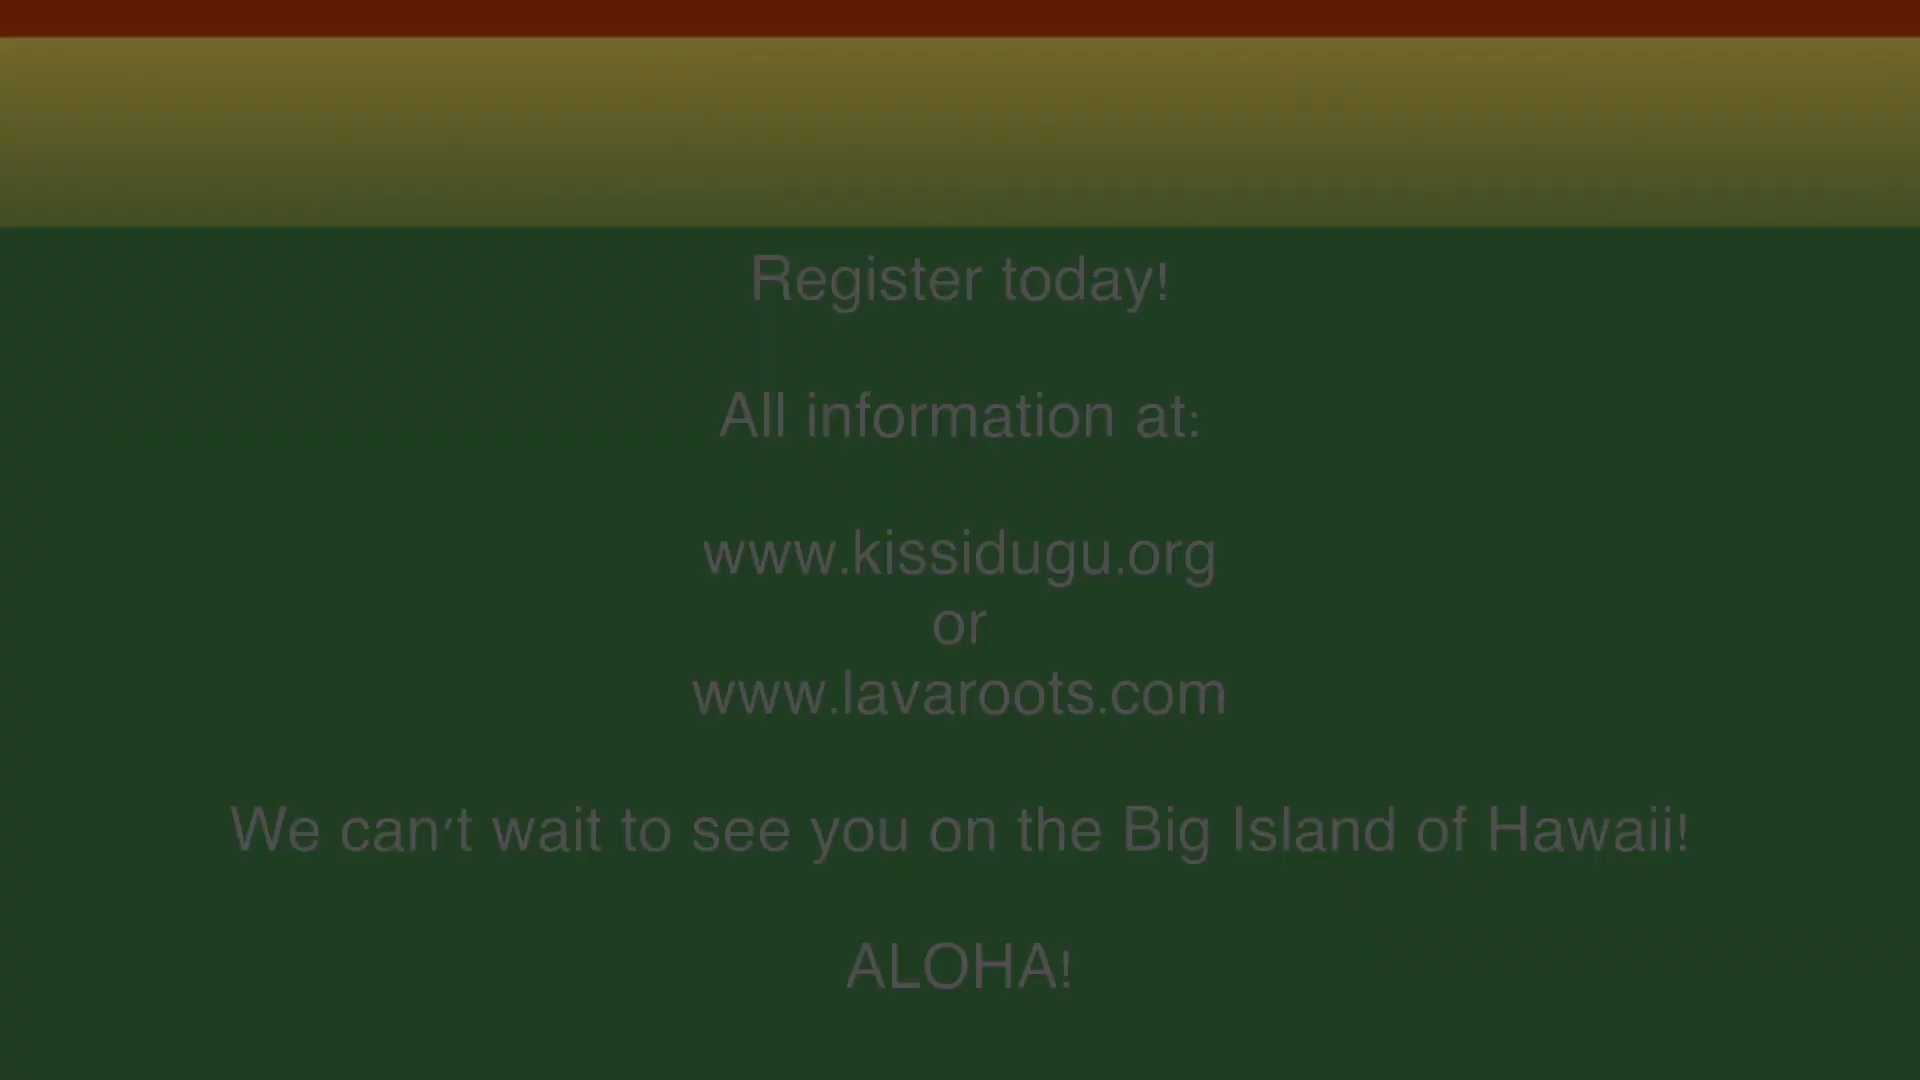 Register today!
All information at:
www.kissidugu.org
or
www.lavaroots.com
We can't wait to see you on the Big Island of Hawaii!
ALOHA!